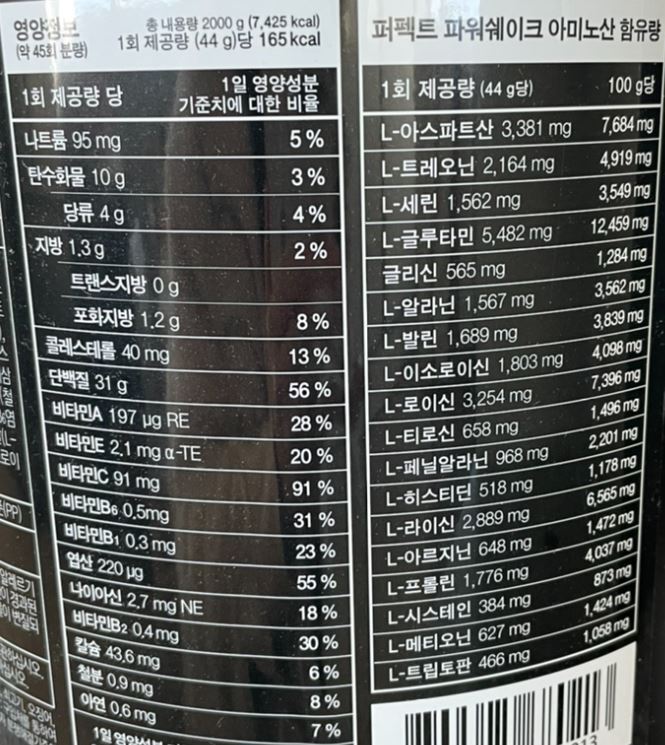 영양정보
(약 45회 분량)
총 내용량 2000 g (7,425 kcal)
1회 제공량 (44 g)당 165 kcal
1회 제공량 당
1일 영양성분
기준치에 대한 비율
나트륨 95 mg 5 %
탄수화물 10 g 3 %
당류 4 g 4 %
지방 1.3 g 2 %
트랜스지방 0 g
포화지방 1.2 g 8 %
콜레스테롤 40 mg 13 %
단백질 31 g 56 %
비타민A 197 µg RE 28 %
비타민E 2.1 mg α-TE 20 %
비타민C 91 mg 91 %
비타민B6 0.5mg 31 %
비타민B1 0.3 mg 23 %
엽산 220 µg 55 %
나이아신 2.7 mg NE 18 %
비타민B2 0.4 mg 30 %
칼슘 43.6 mg 6 %
철분 0.9 mg 8 %
아연 0.6 mg 7 %
퍼펙트 파워쉐이크 아미노산 함유량
1회 제공량 (44 g당) 100 g당
L-아스파트산 3,381 mg 7,684 mg
L-트레오닌 2,164 mg 4,919 mg
L-세린 1,562 mg 3,549 mg
L-글루타민 5,482 mg 12,459 mg
글리신 565 mg 1,284 mg
L-알라닌 1,567 mg 3,562 mg
L-발린 1,689 mg 3,839 mg
L-이소로이신 1,803 mg 4,098 mg
L-로이신 3,254 mg 7,396 mg
L-티로신 658 mg 1,496 mg
L-페닐알라닌 968 mg 2,201 mg
L-히스티딘 518 mg 1,178 mg
L-라이신 2,889 mg 6,565 mg
L-아르지닌 648 mg 1,472 mg
L-프롤린 1,776 mg 4,037 mg
L-시스테인 384 mg 873 mg
L-메티오닌 627 mg 1,424 mg
L-트립토판 466 mg 1,058 mg